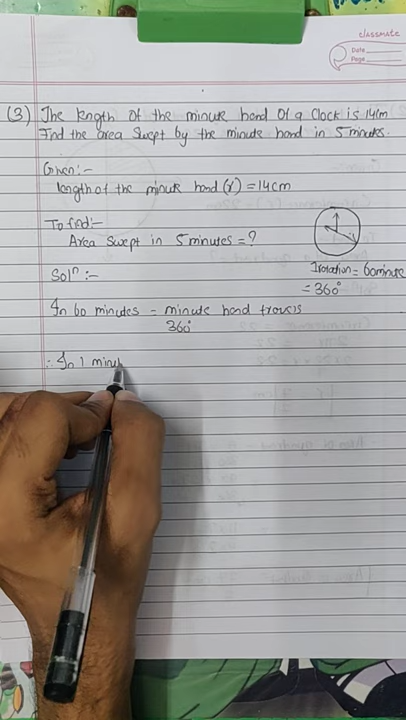 classmate
Date
Page
(3) The length of the minute hand of a clock is 14cm
Find the area swept by the minute hand in 5 minutes.
Given:-
length of the minute hand (r) = 14cm
To find:-
Area swept in 5 minutes = ?
Solⁿ :-
1 rotation = 60 minute
= 360°
In 60 minutes = minute hand travels
360°
∴ In 1 minut